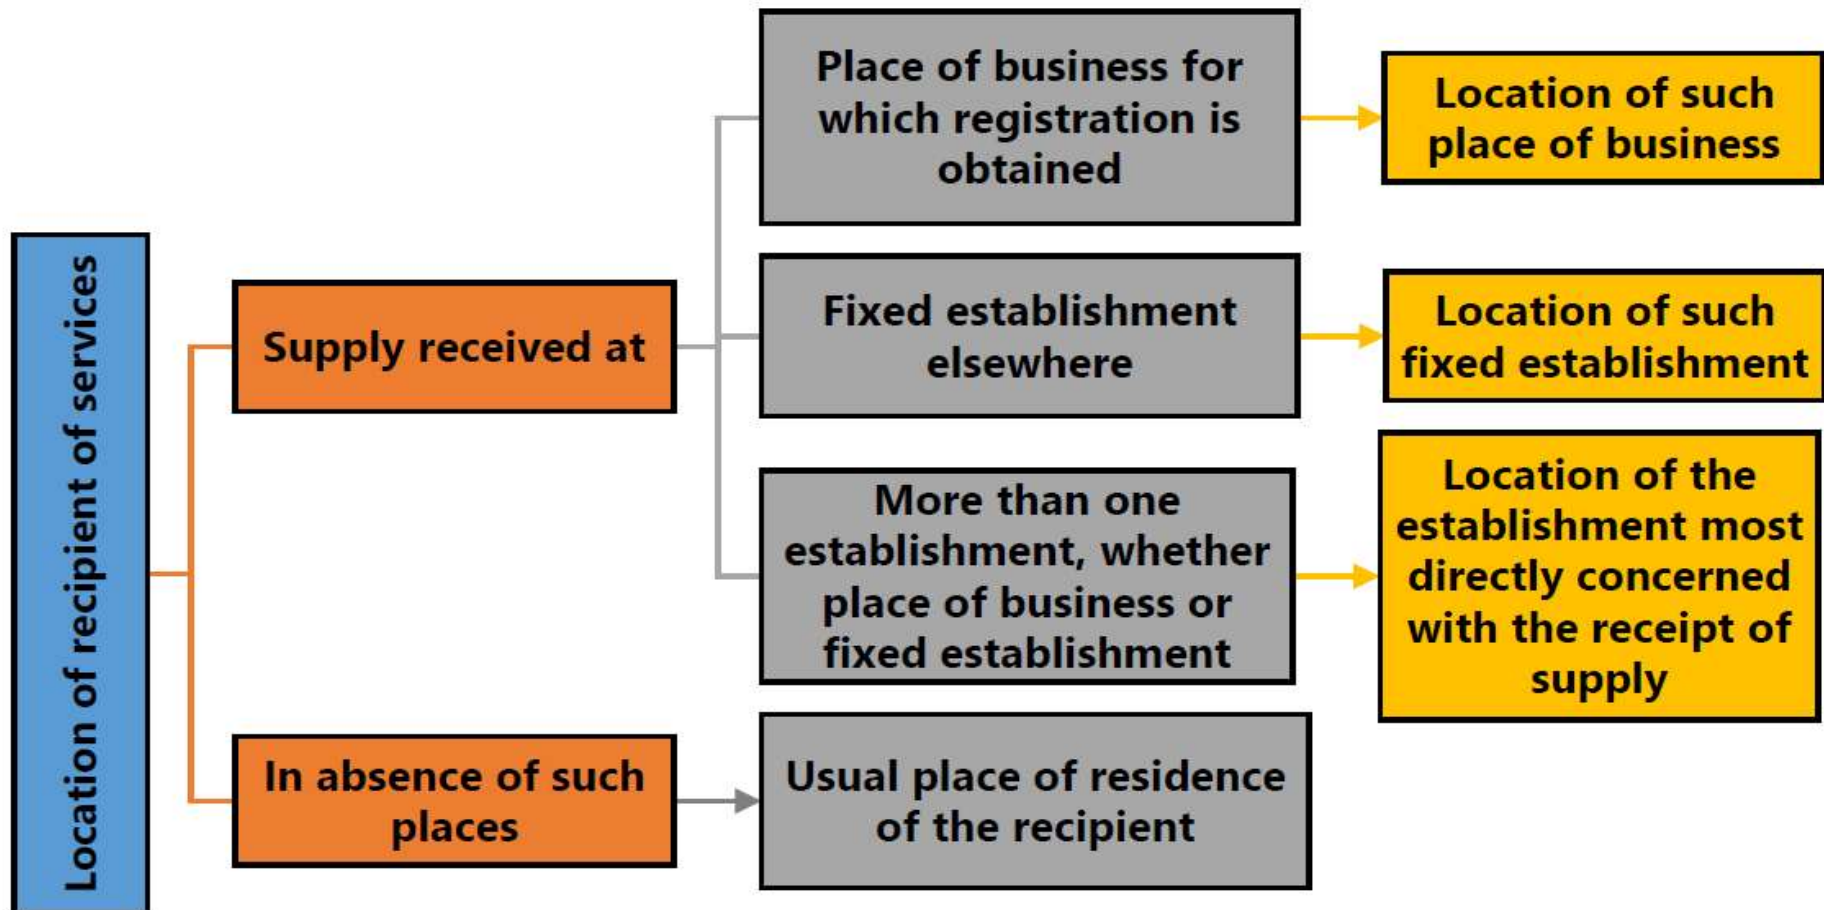 Location of recipient of services
Supply received at
Place of business for
which registration is
obtained
Location of such
place of business
Fixed establishment
elsewhere
Location of such
fixed establishment
More than one
establishment, whether
place of business or
fixed establishment
Location of the
establishment most
directly concerned
with the receipt of
supply
In absence of such
places
Usual place of residence
of the recipient